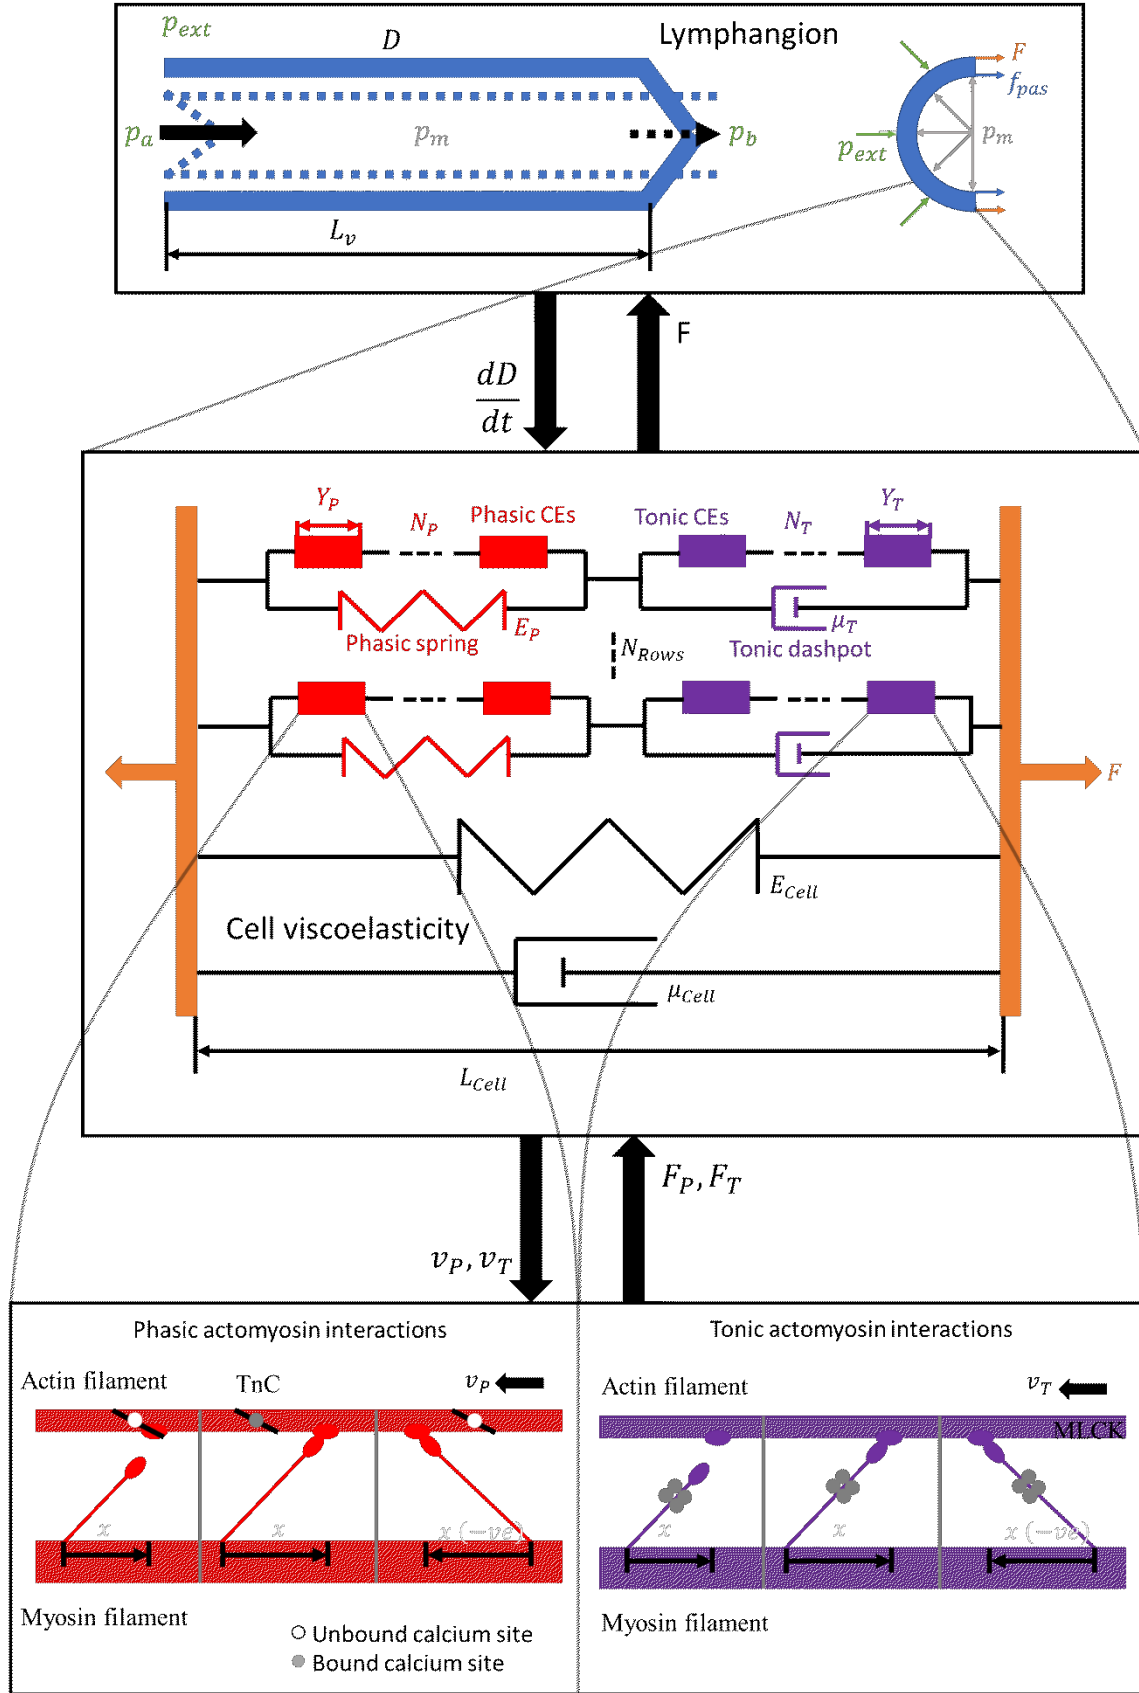 p_ext
D
Lymphangion
F
f_pas
p_a
p_m
p_b
p_ext
p_m
L_v
dD/dt
F
Y_P
N_P
Phasic CEs
Tonic CEs
N_T
Y_T
E_P
μ_T
Phasic spring
N_Rows
Tonic dashpot
F
E_Cell
Cell viscoelasticity
μ_Cell
L_Cell
F_P, F_T
v_P, v_T
Phasic actomyosin interactions
Actin filament
TnC
v_P
x
x
x (−ve)
Myosin filament
Unbound calcium site
Bound calcium site
Tonic actomyosin interactions
Actin filament
v_T
MLCK
x
x
x (−ve)
Myosin filament